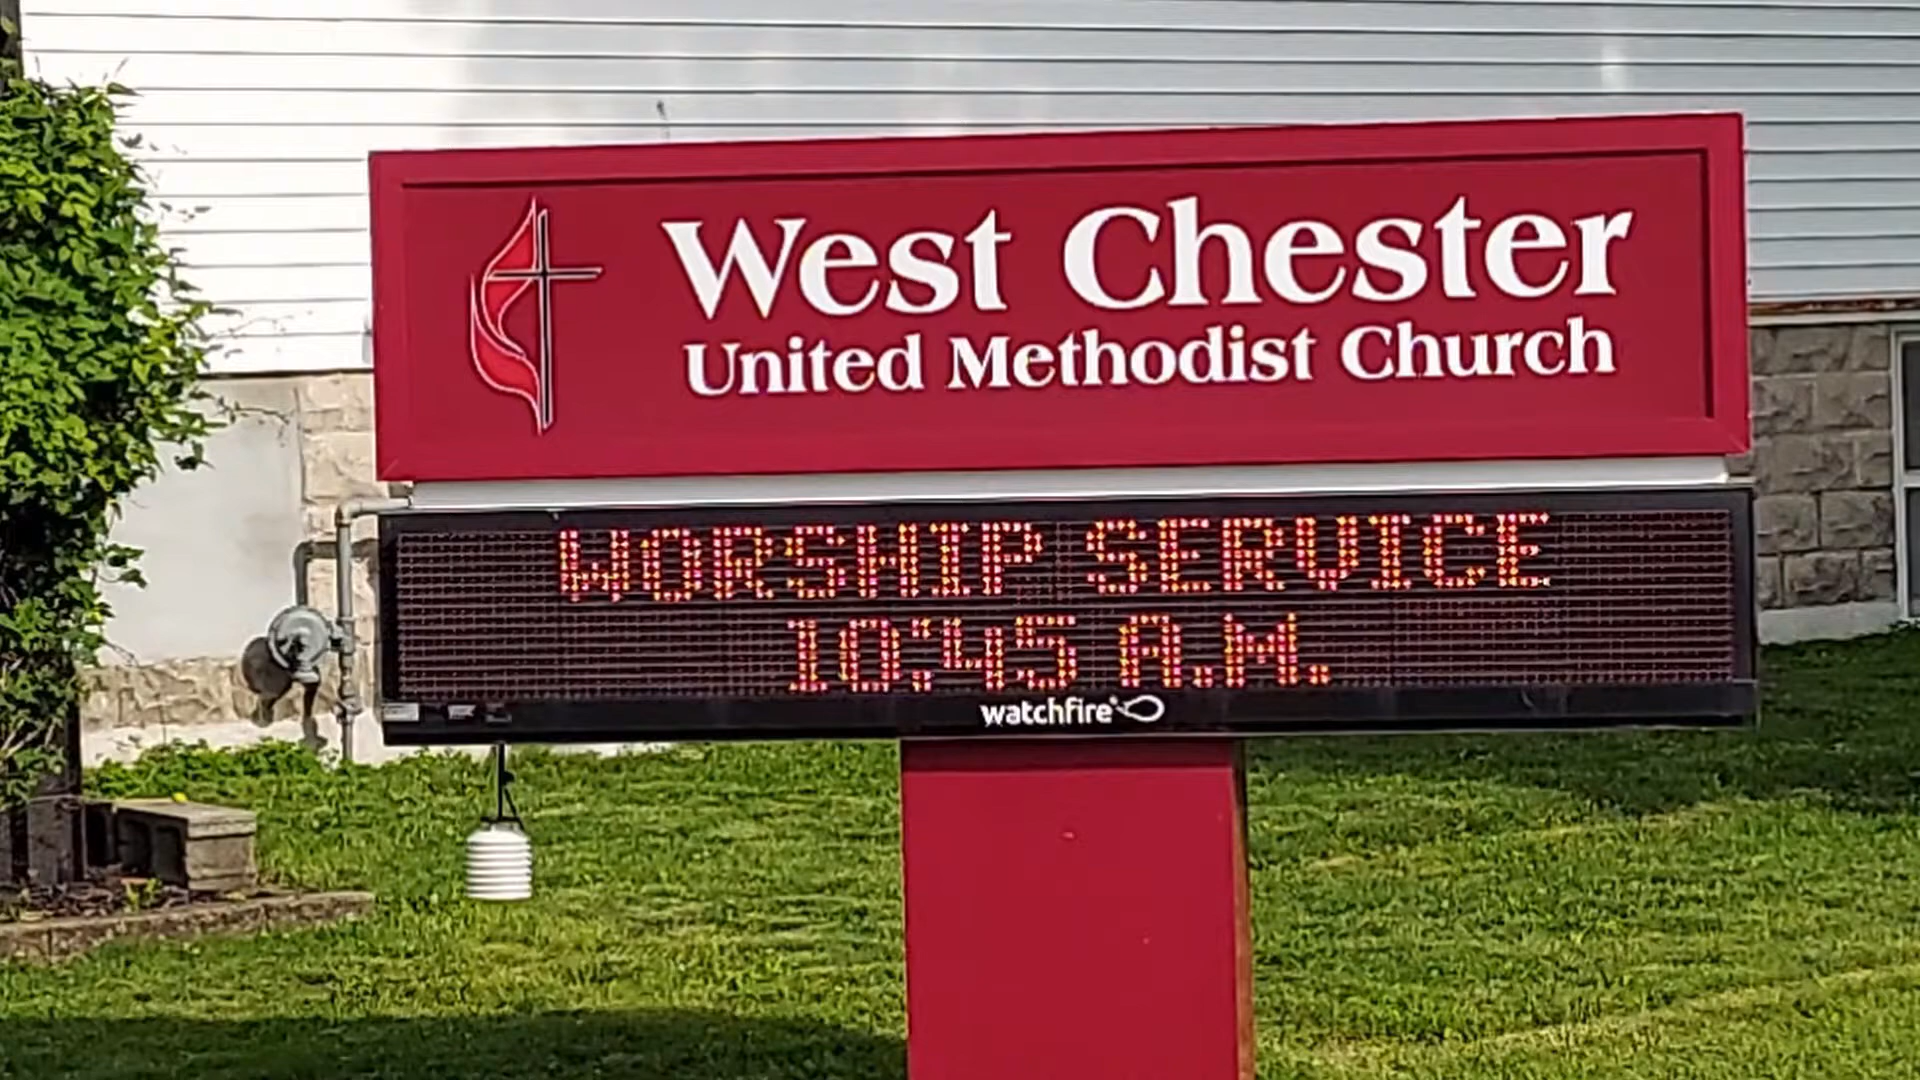 West Chester
United Methodist Church
WORSHIP SERVICE
10:45 A.M.
watchfire